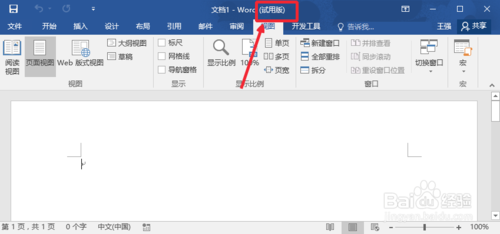 文档1 - Word (试用版)
文件 开始 插入 设计 布局 引用 邮件 审阅 视图 开发工具 告诉我... 王强 共享
阅读视图 页面视图 Web 版式视图
大纲视图
草稿
视图
标尺
网格线
导航窗格
显示
显示比例 100%
单页
多页
页宽
显示比例
新建窗口
全部重排
拆分
并排查看
同步滚动
重设窗口位置
切换窗口
窗口
宏
宏
Baidu 经验
jingyan.baidu.com
第 1 页，共 1 页 0 个字 中文(中国) 100%